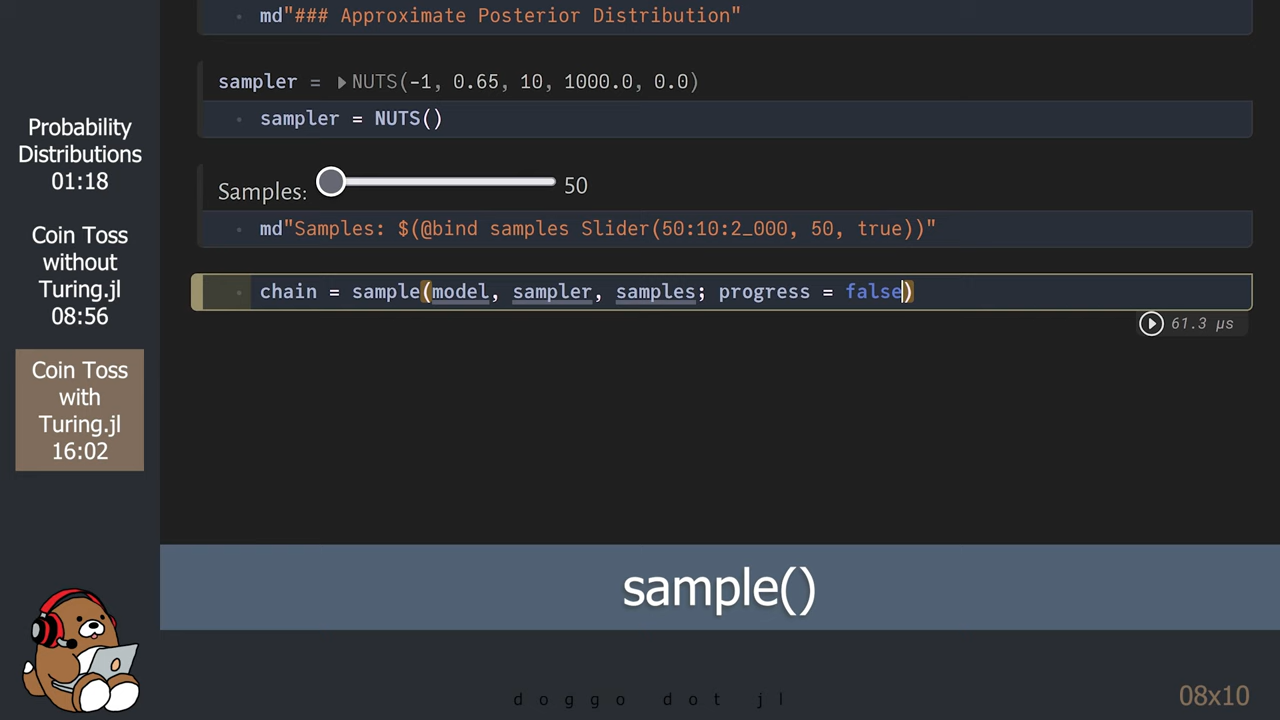 Probability
Distributions
01:18
Coin Toss
without
Turing.jl
08:56
Coin Toss
with
Turing.jl
16:02
md"### Approximate Posterior Distribution"
sampler = ▶NUTS(-1, 0.65, 10, 1000.0, 0.0)
sampler = NUTS()
Samples: 50
md"Samples: $(@bind samples Slider(50:10:2_000, 50, true))"
chain = sample(model, sampler, samples; progress = false)
61.3 μs
sample()
doggo dot jl
08x10